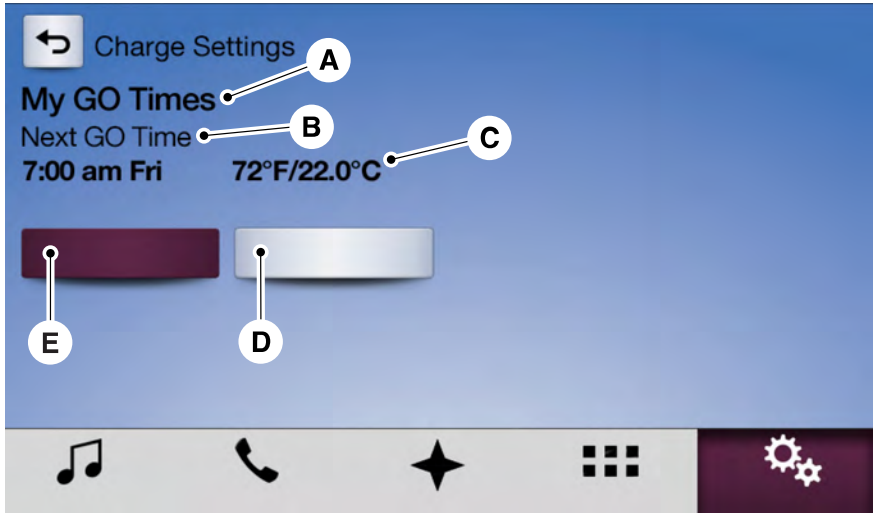 Charge Settings
A
My GO Times
B
Next GO Time
C
7:00 am Fri 72°F/22.0°C
E
D